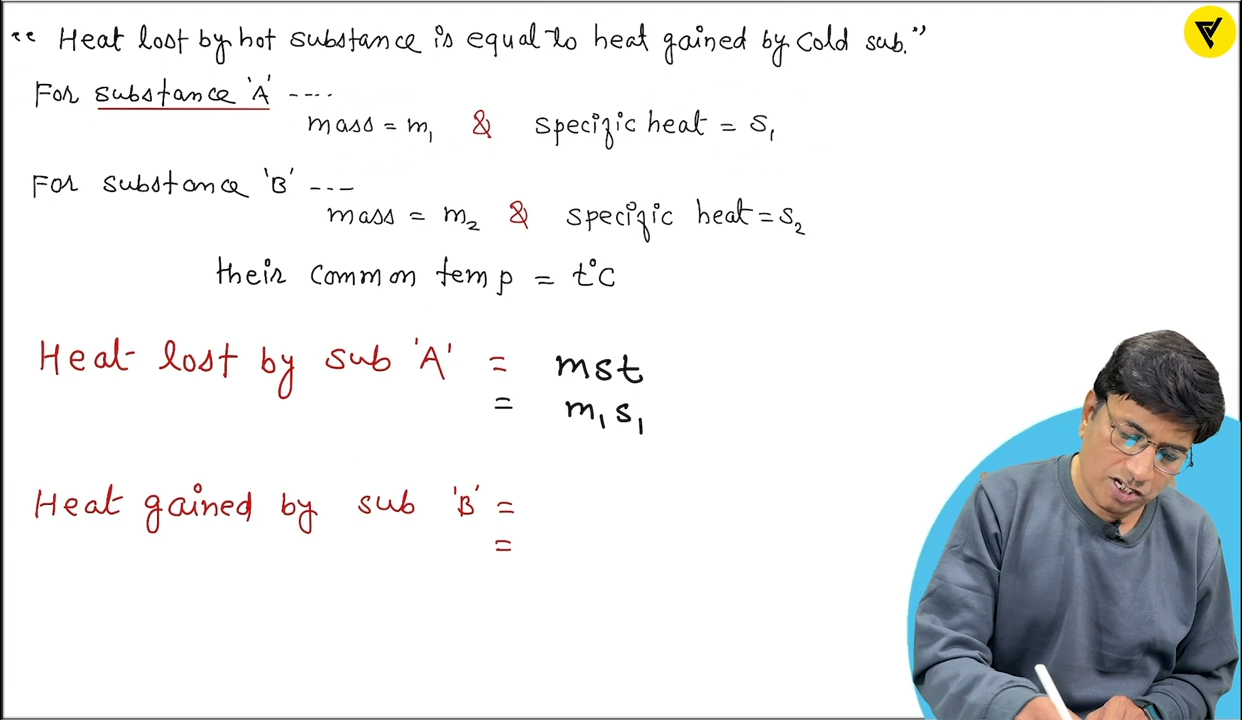 “ Heat lost by hot substance is equal to heat gained by cold sub.”
For substance 'A' ----
mass = m₁ & specific heat = s₁
For substance 'B' ---
mass = m₂ & specific heat = s₂
their common temp = t°C
Heat lost by sub 'A' = mst
= m₁ s₁
Heat gained by sub 'B' =
=